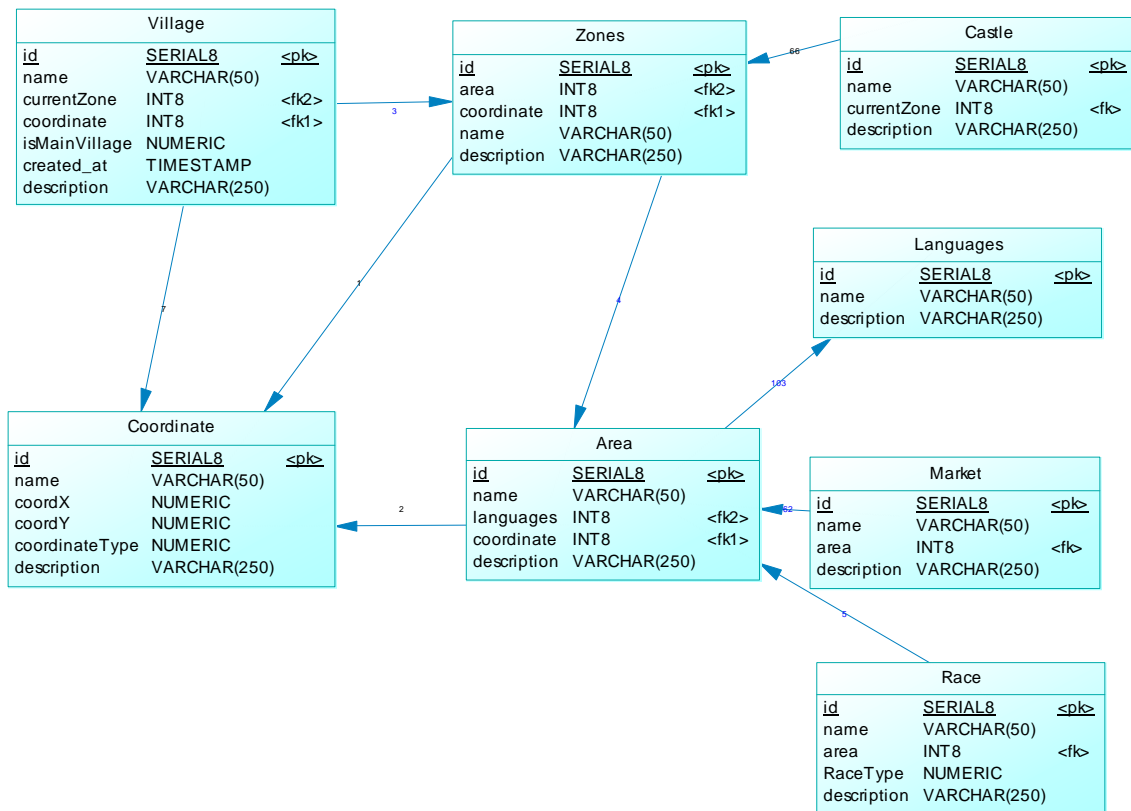 Village
id SERIAL8 <pk>
name VARCHAR(50)
currentZone INT8 <fk2>
coordinate INT8 <fk1>
isMainVillage NUMERIC
created_at TIMESTAMP
description VARCHAR(250)
3
Zones
id SERIAL8 <pk>
area INT8 <fk2>
coordinate INT8 <fk1>
name VARCHAR(50)
description VARCHAR(250)
66
Castle
id SERIAL8 <pk>
name VARCHAR(50)
currentZone INT8 <fk>
description VARCHAR(250)
7
1
4
Languages
id SERIAL8 <pk>
name VARCHAR(50)
description VARCHAR(250)
103
Coordinate
id SERIAL8 <pk>
name VARCHAR(50)
coordX NUMERIC
coordY NUMERIC
coordinateType NUMERIC
description VARCHAR(250)
2
Area
id SERIAL8 <pk>
name VARCHAR(50)
languages INT8 <fk2>
coordinate INT8 <fk1>
description VARCHAR(250)
62
Market
id SERIAL8 <pk>
name VARCHAR(50)
area INT8 <fk>
description VARCHAR(250)
5
Race
id SERIAL8 <pk>
name VARCHAR(50)
area INT8 <fk>
RaceType NUMERIC
description VARCHAR(250)